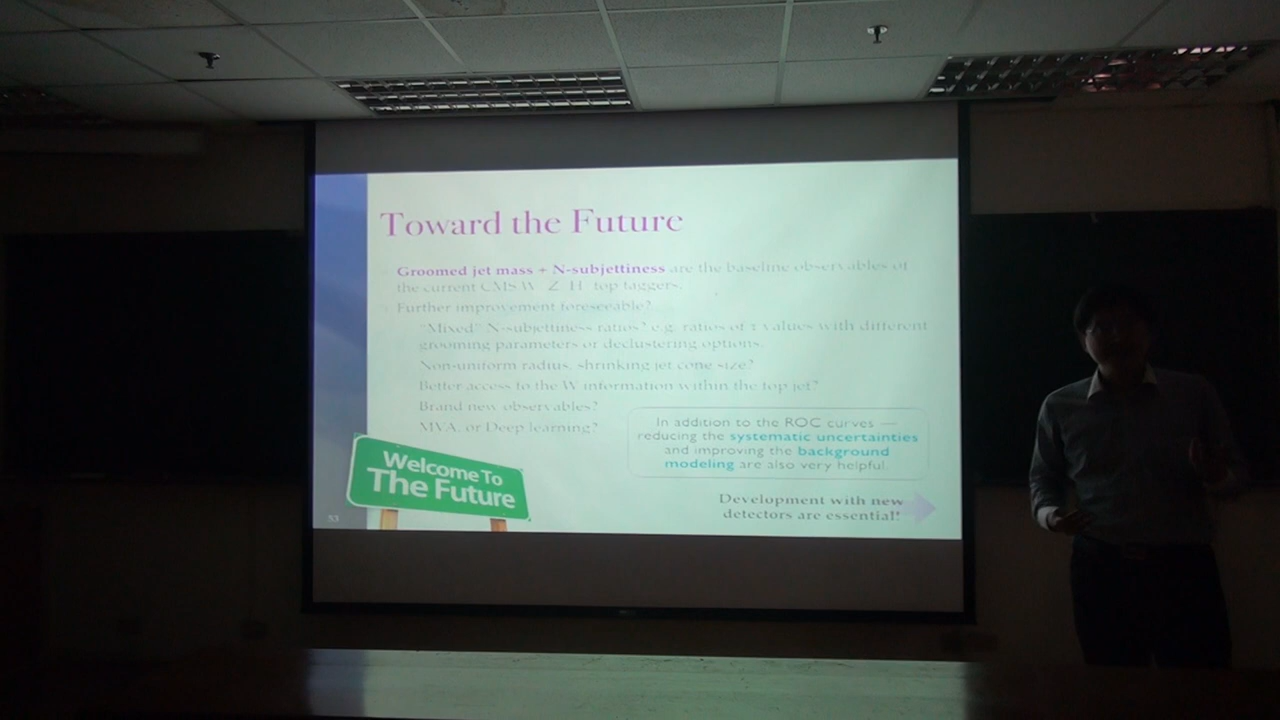 Toward the Future
Groomed jet mass + N-subjettiness are the baseline observables of
the current CMS W, Z, H, top taggers.
Further improvement foreseeable?
"Mixed" N-subjettiness ratios? e.g. ratios of τ values with different
grooming parameters or declustering options.
Non-uniform radius, shrinking jet cone size?
Better access to the W information within the top jet?
Brand new observables?
MVA, or Deep learning?
In addition to the ROC curves —
reducing the systematic uncertainties
and improving the background
modeling are also very helpful.
Welcome To
The Future
Development with new
detectors are essential!
53